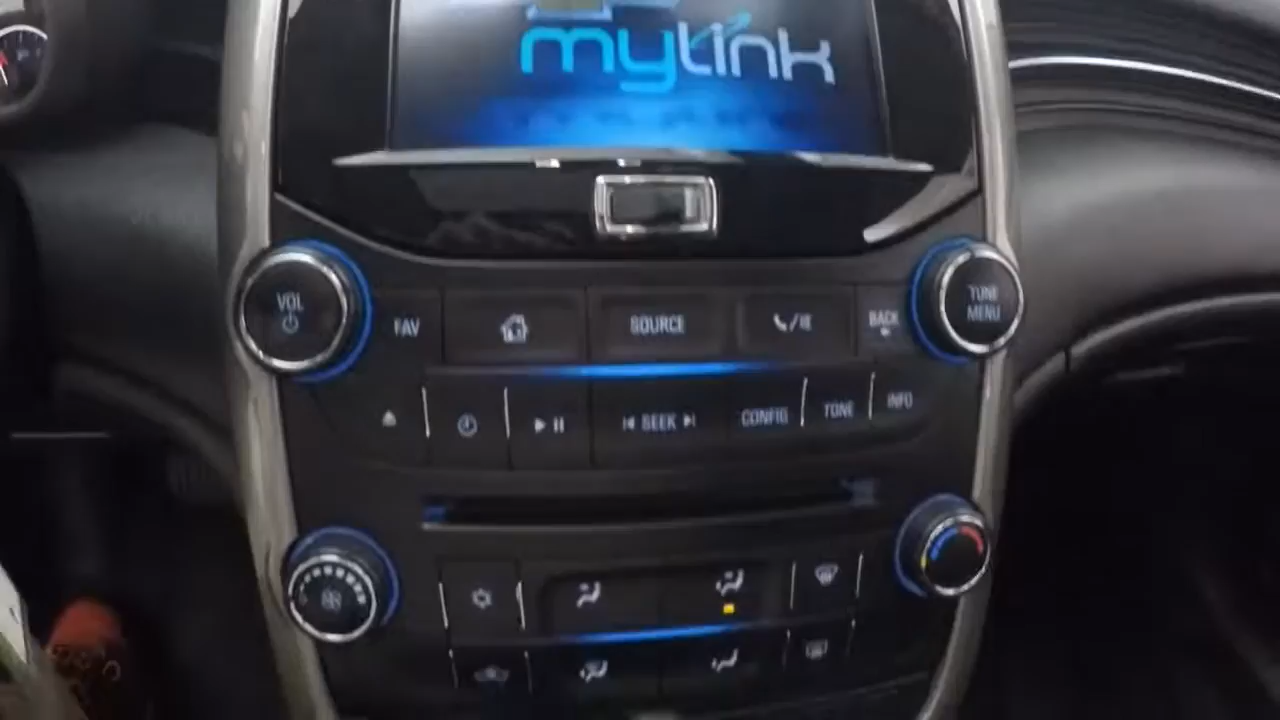 mylink
VOL
FAV
SOURCE
BACK
TUNE
MENU
SEEK
CONFIG
TONE
INFO